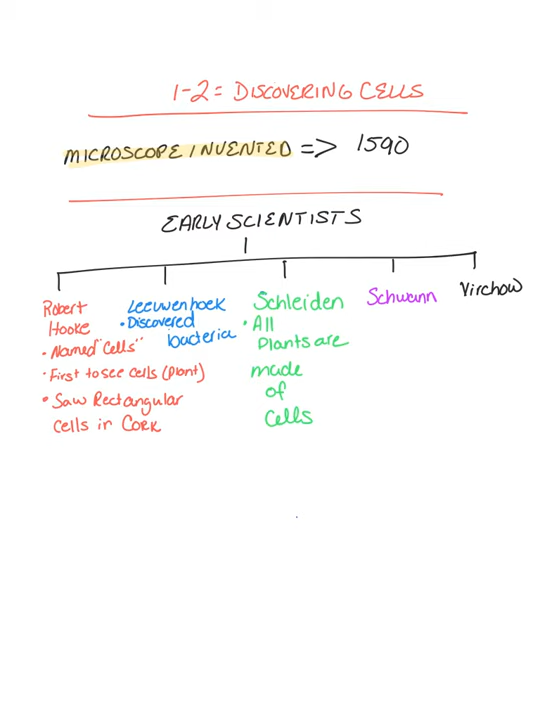 1-2 = DISCOVERING CELLS
MICROSCOPE INVENTED => 1590
EARLY SCIENTISTS
Robert
Hooke
• Named "Cells"
• First to see cells (plant)
• Saw Rectangular
cells in CORK
Leeuwenhoek
• Discovered
bacteria
Schleiden
• All
plants are
made
of
cells
Schwann
Virchow